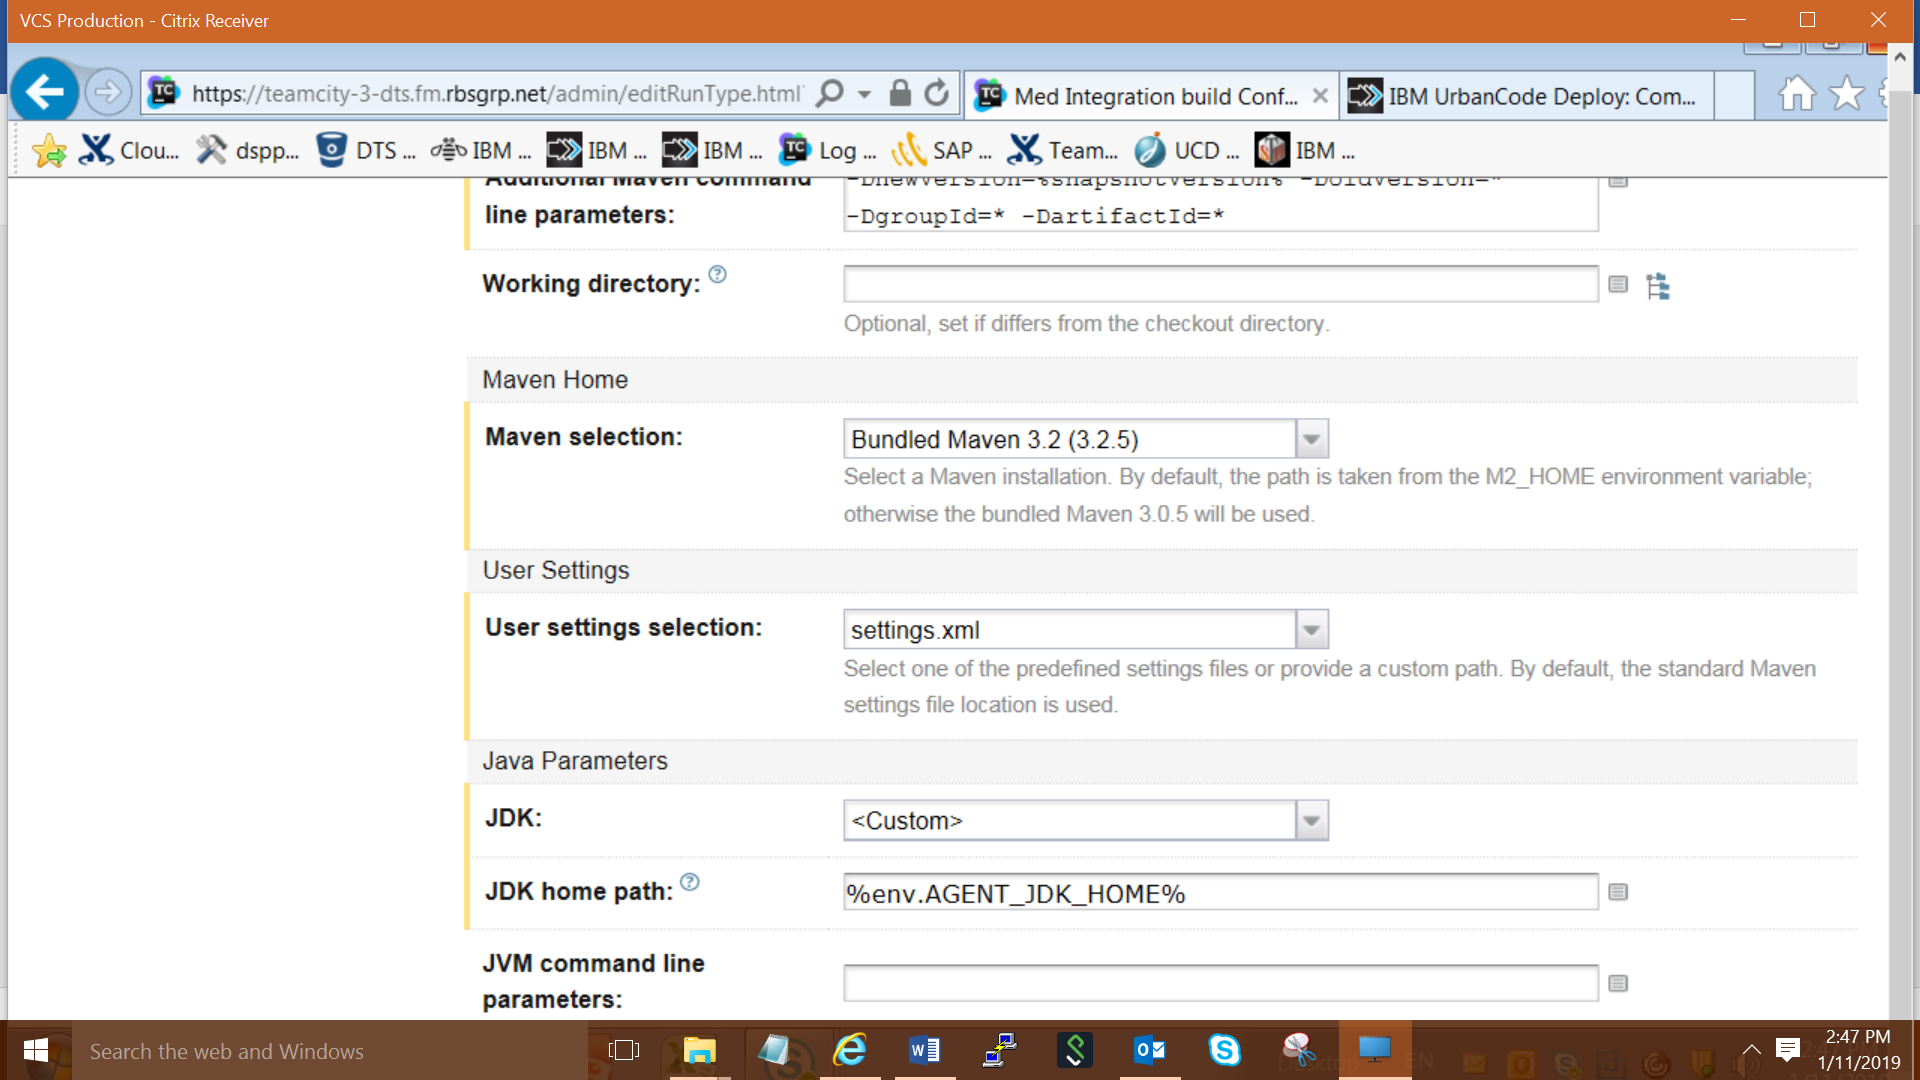 VCS Production - Citrix Receiver
https://teamcity-3-dts.fm.rbsgrp.net/admin/editRunType.html
Med Integration build Conf...
IBM UrbanCode Deploy: Com...
Clou...
dspp...
DTS ...
IBM ...
IBM ...
IBM ...
Log ...
SAP ...
Team...
UCD ...
IBM ...
Additional Maven command
line parameters:
-DnewVersion=%snapshotversion% -DoldVersion=*
-DgroupId=* -DartifactId=*
Working directory:
Optional, set if differs from the checkout directory.
Maven Home
Maven selection:
Bundled Maven 3.2 (3.2.5)
Select a Maven installation. By default, the path is taken from the M2_HOME environment variable;
otherwise the bundled Maven 3.0.5 will be used.
User Settings
User settings selection:
settings.xml
Select one of the predefined settings files or provide a custom path. By default, the standard Maven
settings file location is used.
Java Parameters
JDK:
<Custom>
JDK home path:
%env.AGENT_JDK_HOME%
JVM command line
parameters:
Search the web and Windows
2:47 PM
1/11/2019